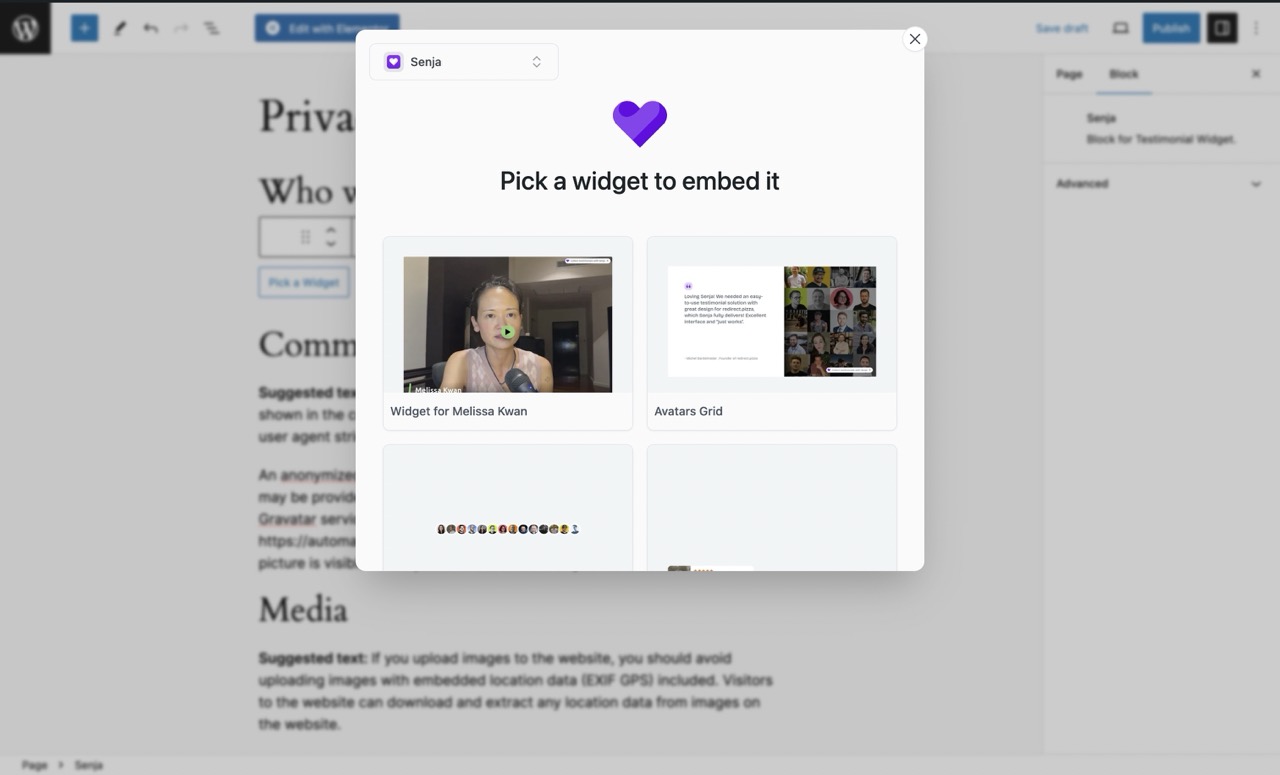 Edit with Elementor
Save draft
Publish
Senja
Page
Block
Priva
Senja
Block for Testimonial Widget.
Pick a widget to embed it
Advanced
Who w
Pick a Widget
Loving Senja! We needed an easy-
to-use testimonial solution with
great design for redirect.pizza,
which Senja fully delivers! Excellent
interface and "just works".
Melissa Kwan
Widget for Melissa Kwan
Avatars Grid
Comm
Suggested tex
shown in the c
user agent stri
An anonymize
may be provide
Gravatar servi
https://automa
picture is visib
Media
Suggested text: If you upload images to the website, you should avoid
uploading images with embedded location data (EXIF GPS) included. Visitors
to the website can download and extract any location data from images on
the website.
Page > Senja